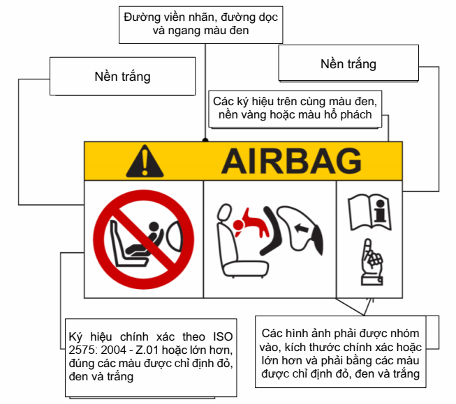 Đường viền nhãn, đường dọc
và ngang màu đen
Nền trắng
Nền trắng
Các ký hiệu trên cùng màu đen,
nền vàng hoặc màu hổ phách
AIRBAG
Ký hiệu chính xác theo ISO
2575: 2004 - Z.01 hoặc lớn hơn,
đúng các màu được chỉ định đỏ,
đen và trắng
Các hình ảnh phải được nhóm
vào, kích thước chính xác hoặc
lớn hơn và phải bằng các màu
được chỉ định đỏ, đen và trắng